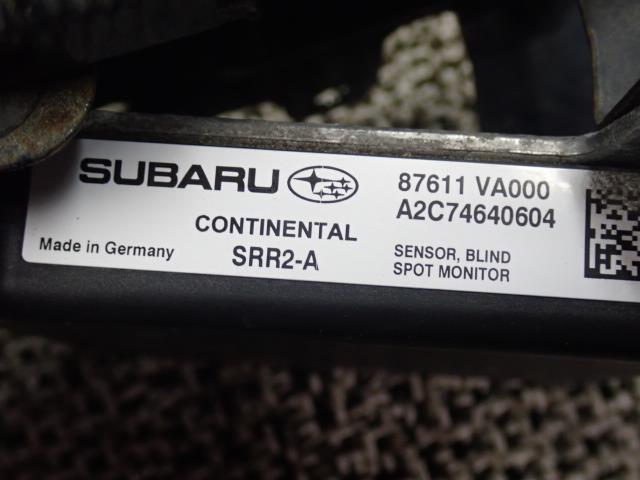 SUBARU
87611 VA000
A2C74640604
CONTINENTAL
Made in Germany
SRR2-A
SENSOR, BLIND
SPOT MONITOR